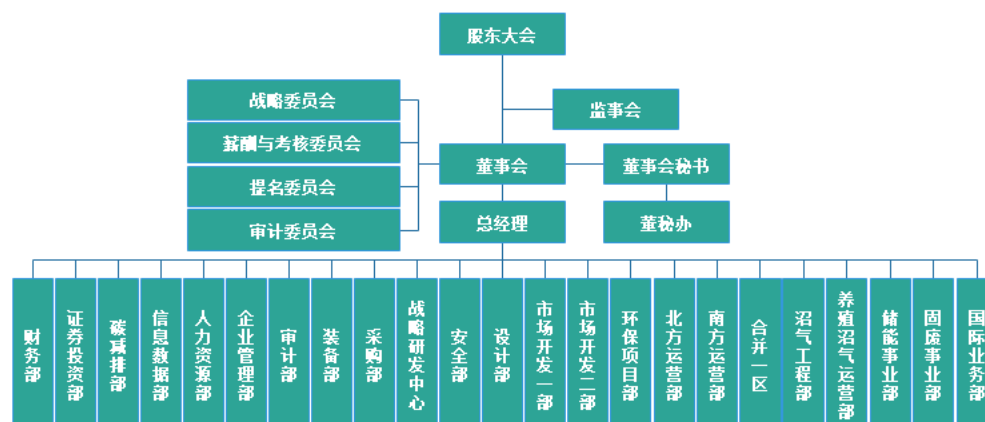 股东大会
监事会
战略委员会
薪酬与考核委员会
提名委员会
审计委员会
董事会
董事会秘书
总经理
董秘办
财务部
证券投资部
碳减排部
信息数据部
人力资源部
企业管理部
审计部
装备部
采购部
战略研发中心
安全部
设计部
市场开发一部
市场开发二部
环保项目部
北方运营部
南方运营部
合并一区
沼气工程部
养殖沼气运营部
储能事业部
固废事业部
国际业务部